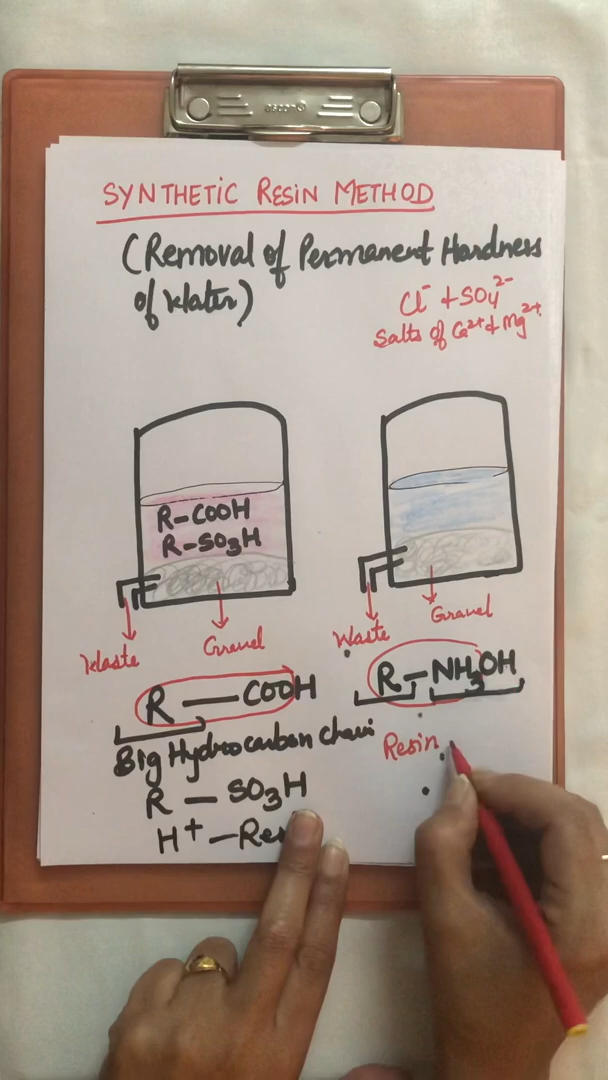 SYNTHETIC RESIN METHOD
(Removal of Permanent Hardness
of Water)
Cl⁻ + SO₄²⁻
Salts of Ca²⁺ + Mg²⁺
R-COOH
R-SO₃H
Waste
Gravel
Waste
Gravel
R — COOH
Big Hydrocarbon chain
R — SO₃H
H⁺ — Res
R-NH₃OH
Resin